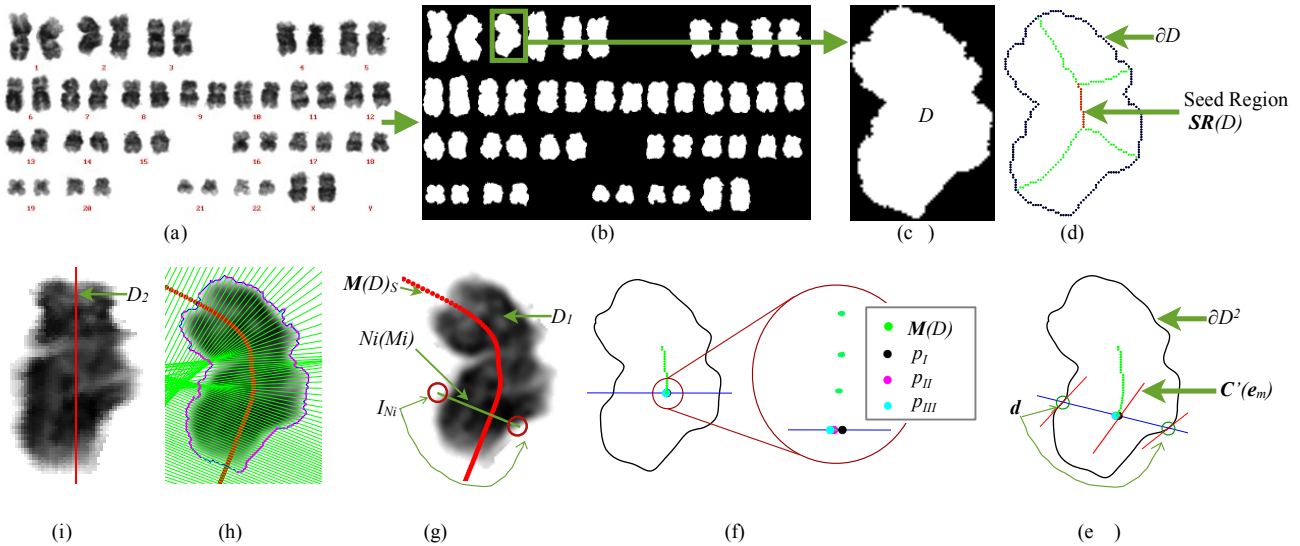 1 2 3 4 5
6 7 8 9 10 11 12
13 14 15 16 17 18
19 20 21 22 X Y
(a)
(b)
D
(c )
∂D
Seed Region
SR(D)
(d)
D2
(i)
(h)
M(D)s
D1
Ni(Mi)
INi
(g)
M(D)
pI
pII
pIII
(f)
∂D²
C'(em)
d
(e )